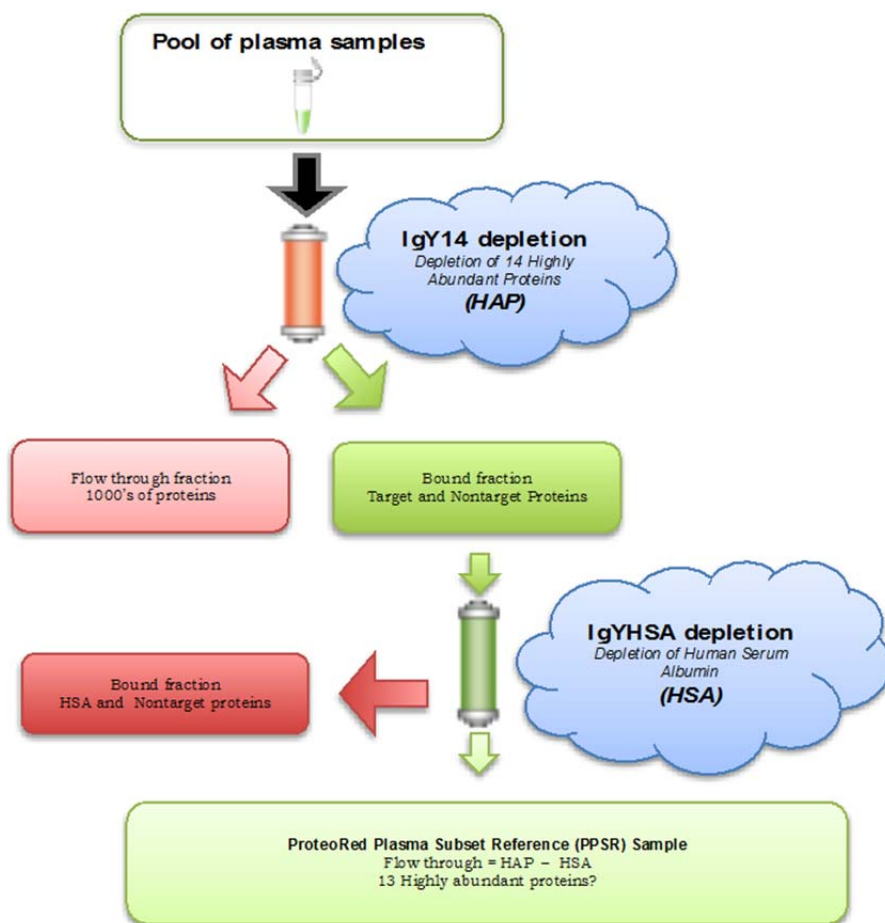 Pool of plasma samples
IgY14 depletion
Depletion of 14 Highly
Abundant Proteins
(HAP)
Flow through fraction
1000's of proteins
Bound fraction
Target and Nontarget Proteins
IgYHSA depletion
Depletion of Human Serum
Albumin
(HSA)
Bound fraction
HSA and Nontarget proteins
ProteoRed Plasma Subset Reference (PPSR) Sample
Flow through = HAP – HSA
13 Highly abundant proteins?